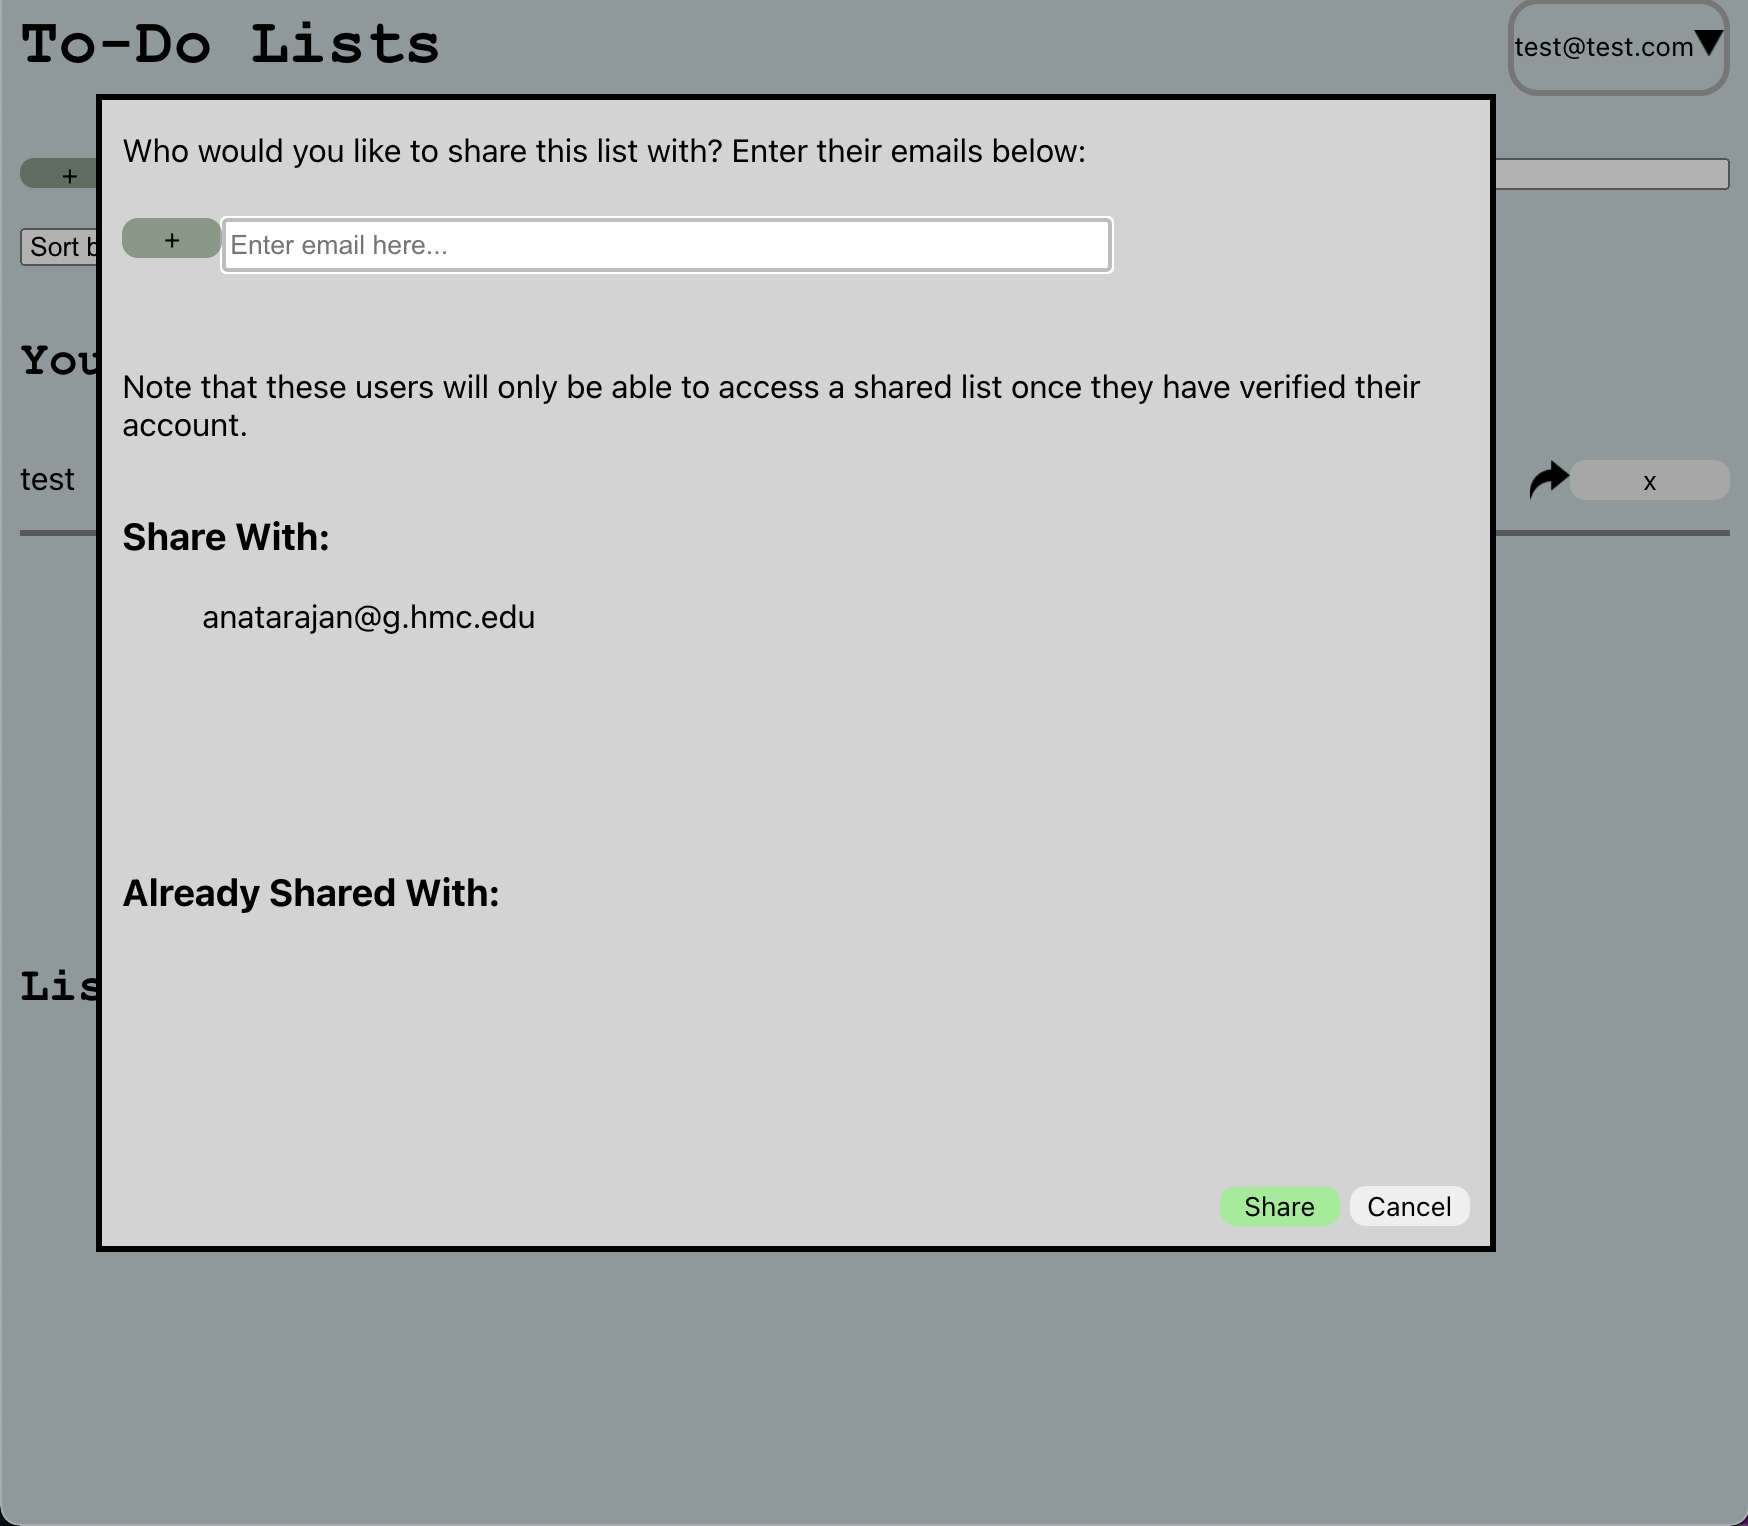 To-Do Lists
test@test.com
Who would you like to share this list with? Enter their emails below:
+
+
Enter email here...
Sort b
You
Note that these users will only be able to access a shared list once they have verified their
account.
test
x
Share With:
anatarajan@g.hmc.edu
Already Shared With:
Lis
Share
Cancel